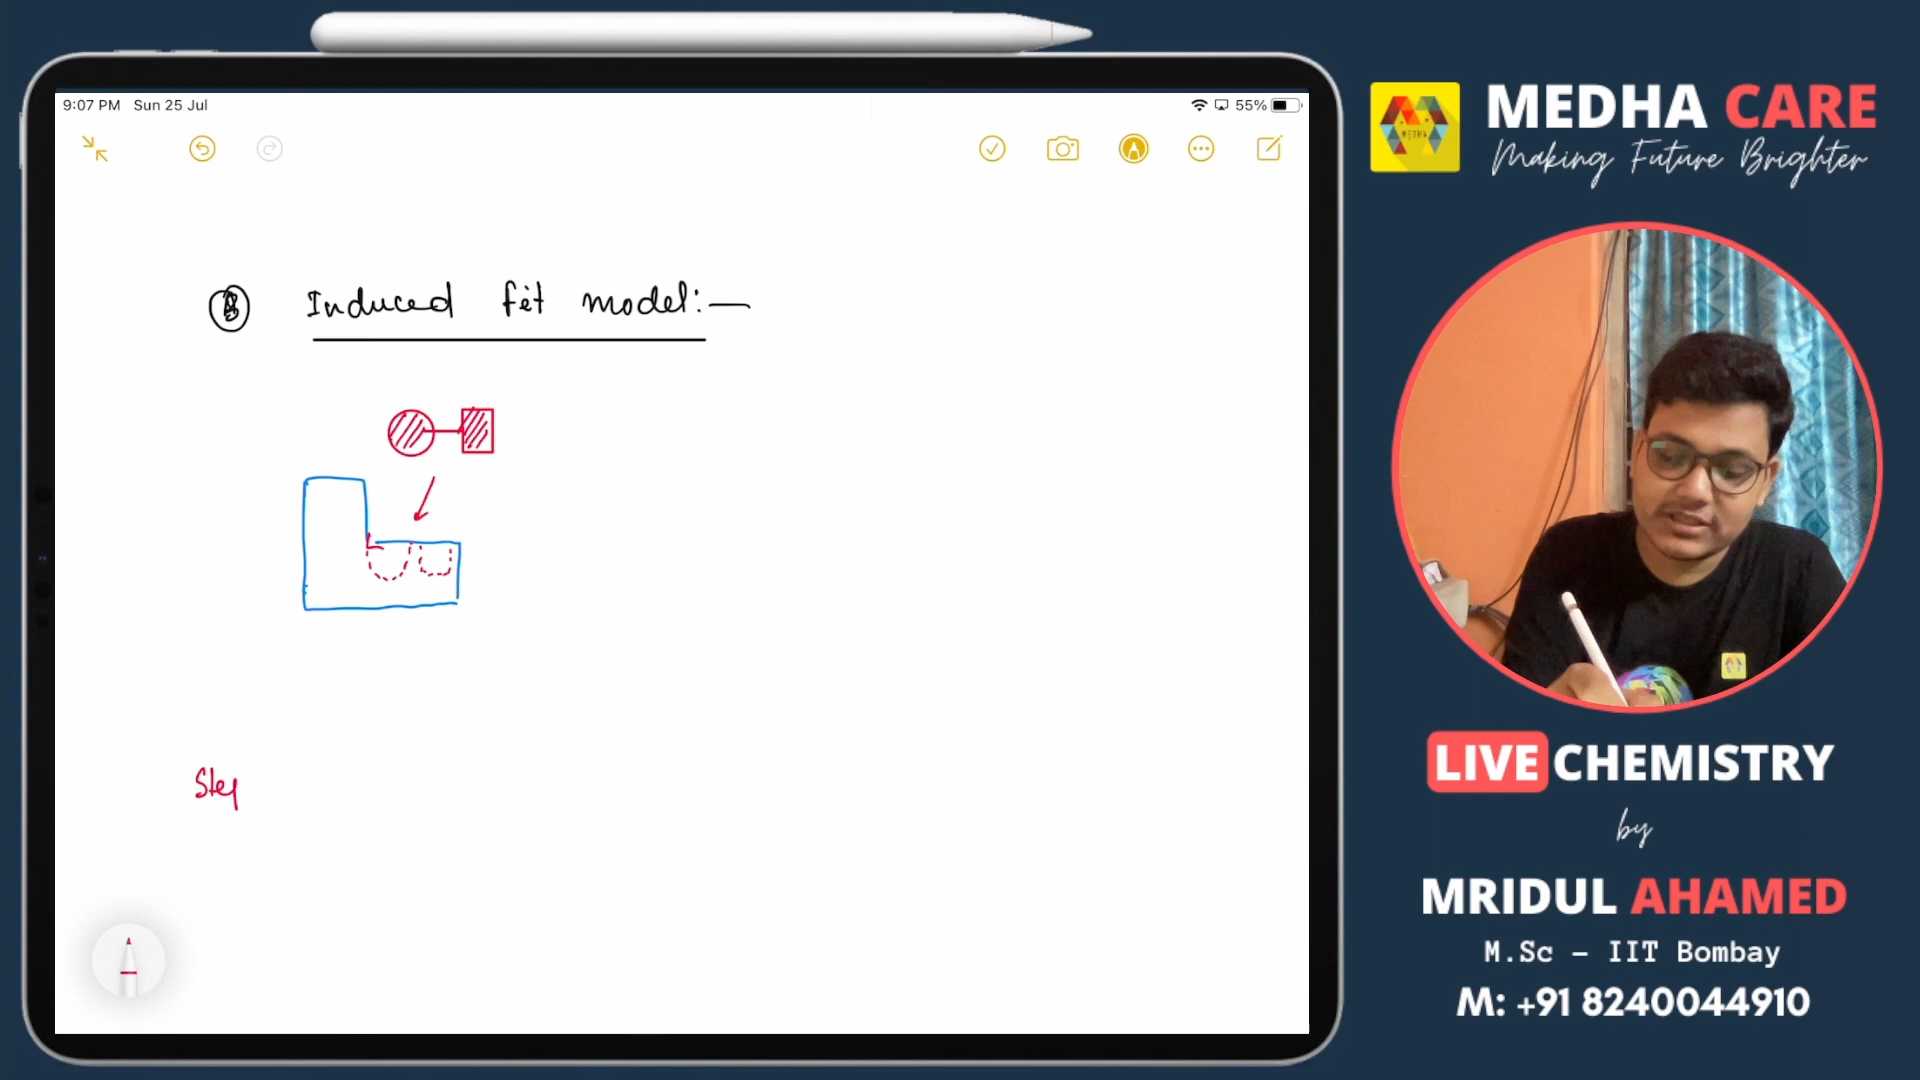 9:07 PM Sun 25 Jul
55%
Induced fit model:—
Step
MEDHA CARE
Making Future Brighter
MEDHA
LIVE CHEMISTRY
by
MRIDUL AHAMED
M.Sc - IIT Bombay
M: +91 8240044910